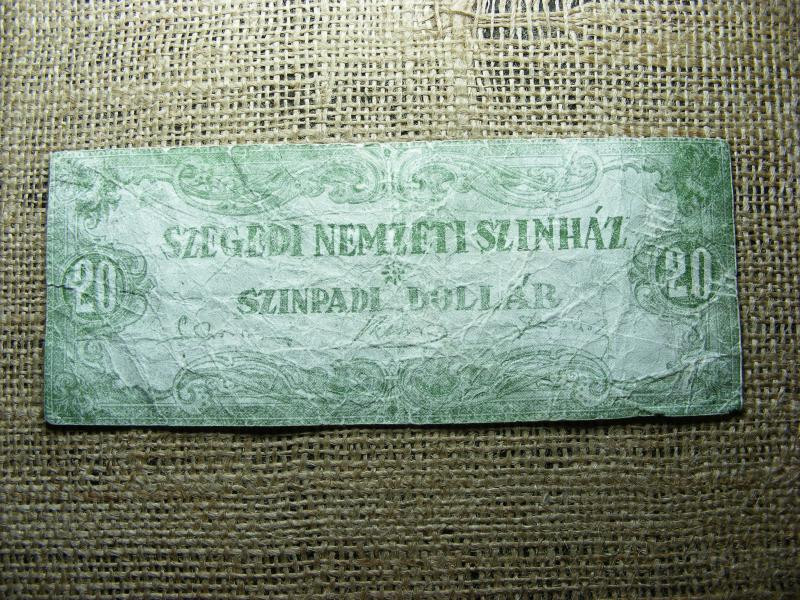 SZEGEDI NEMZETI SZINHÁZ
20 20
SZINPADI DOLLÁR